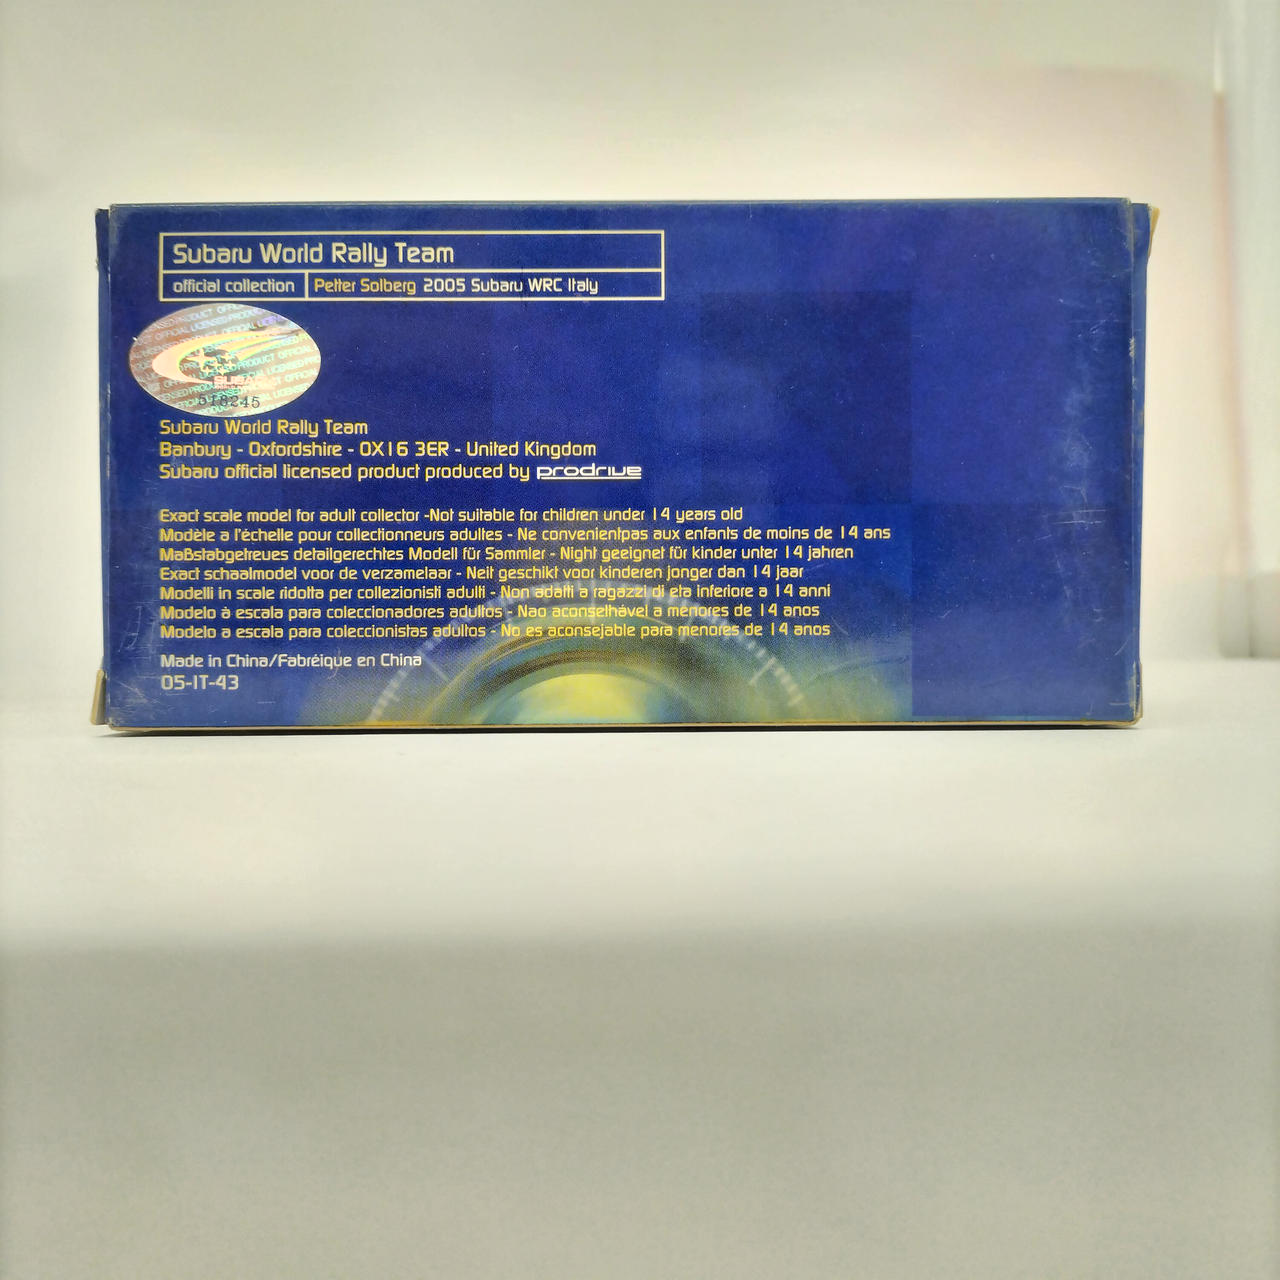 Subaru World Rally Team
official collection Petter Solberg 2005 Subaru WRC Italy
SUBARU
518245
Subaru World Rally Team
Banbury - Oxfordshire - OX16 3ER - United Kingdom
Subaru official licensed product produced by prodrive
Exact scale model for adult collector -Not suitable for children under 14 years old
Modèle a l'échelle pour collectionneurs adultes - Ne convenientpas aux enfants de moins de 14 ans
Maßstabgetreues detailgerechtes Modell für Sammler - Night geeignet für kinder unter 14 jahren
Exact schaalmodel voor de verzamelaar - Neit geschikt voor kinderen jonger dan 14 jaar
Modelli in scale ridotta per collezionisti adulti - Non adatti a ragazzi di eta inferiore a 14 anni
Modelo à escala para coleccionadores adultos - Nao aconselhável a menores de 14 anos
Modelo a escala para coleccionistas adultos - No es aconsejable para menores de 14 anos
Made in China/Fabréique en China
05-IT-43